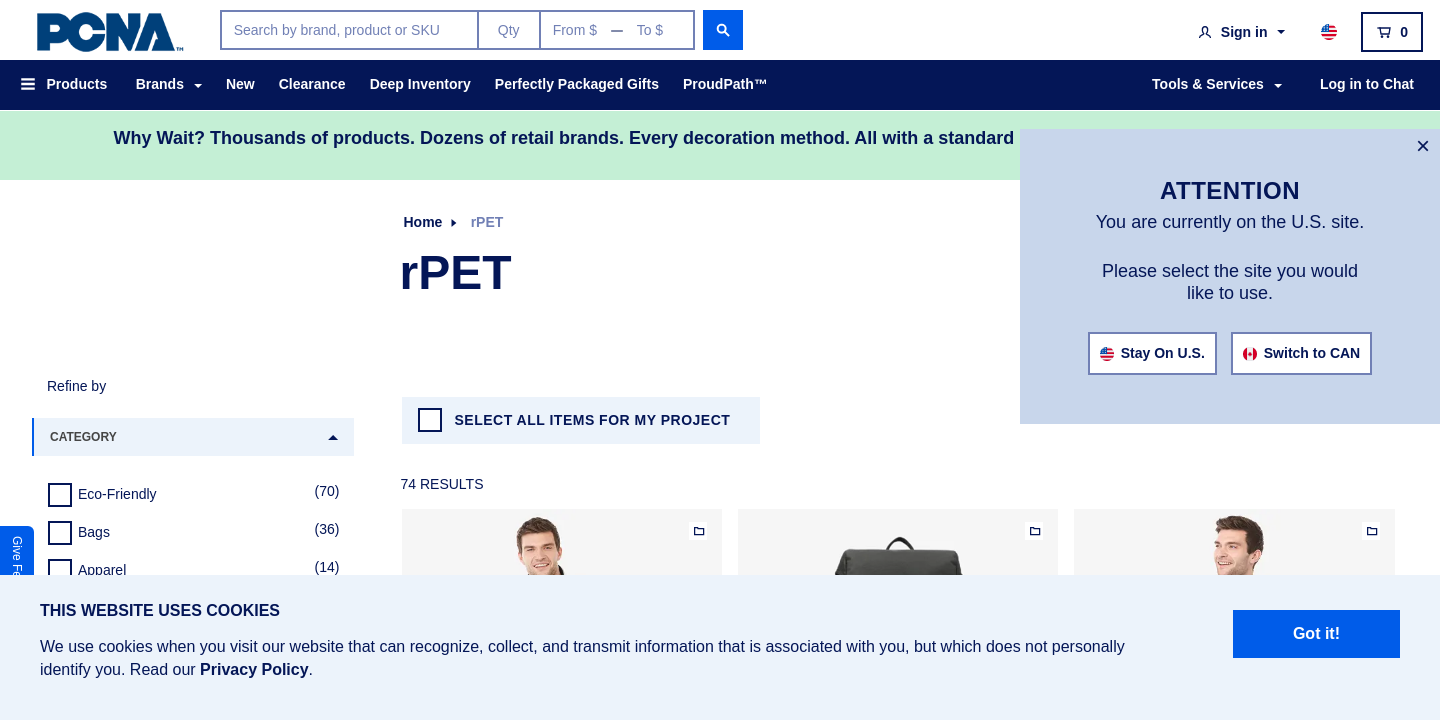 PCNA™
Search by brand, product or SKU
Qty
From $ — To $
Sign in
0
Products
Brands
New
Clearance
Deep Inventory
Perfectly Packaged Gifts
ProudPath™
Tools & Services
Log in to Chat
Why Wait? Thousands of products. Dozens of retail brands. Every decoration method. All with a standard
×
ATTENTION
You are currently on the U.S. site.
Please select the site you would
like to use.
Stay On U.S.
Switch to CAN
Home
rPET
rPET
Refine by
CATEGORY
Eco-Friendly (70)
Bags (36)
Apparel (14)
SELECT ALL ITEMS FOR MY PROJECT
74 RESULTS
Give
THIS WEBSITE USES COOKIES
We use cookies when you visit our website that can recognize, collect, and transmit information that is associated with you, but which does not personally
identify you. Read our Privacy Policy.
Got it!